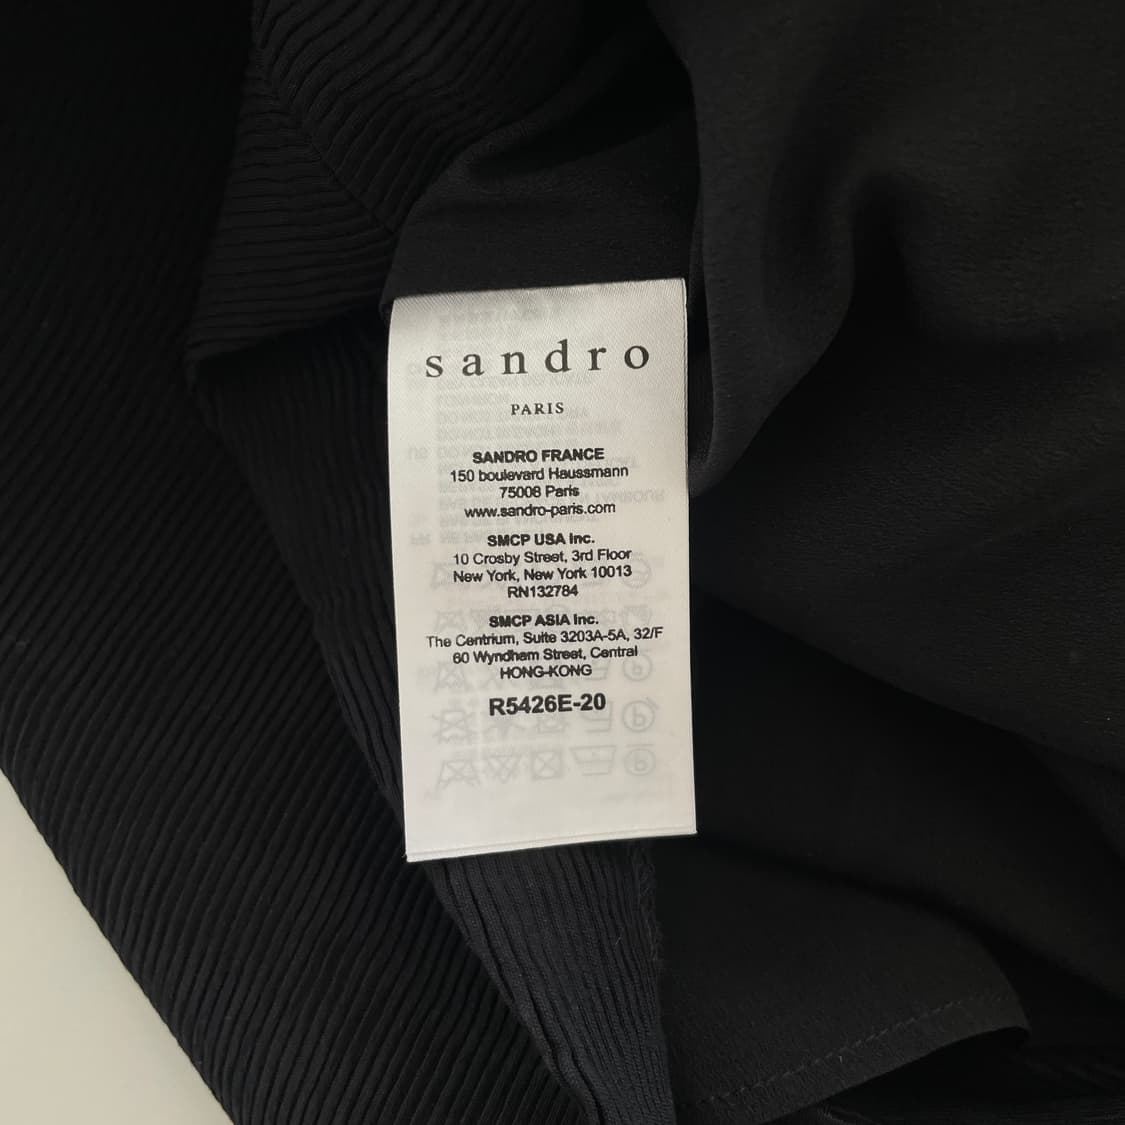 sandro
PARIS
SANDRO FRANCE
150 boulevard Haussmann
75008 Paris
www.sandro-paris.com
SMCP USA Inc.
10 Crosby Street, 3rd Floor
New York, New York 10013
RN132784
SMCP ASIA Inc.
The Centrium, Suite 3203A-5A, 32/F
60 Wyndham Street, Central
HONG-KONG
R5426E-20